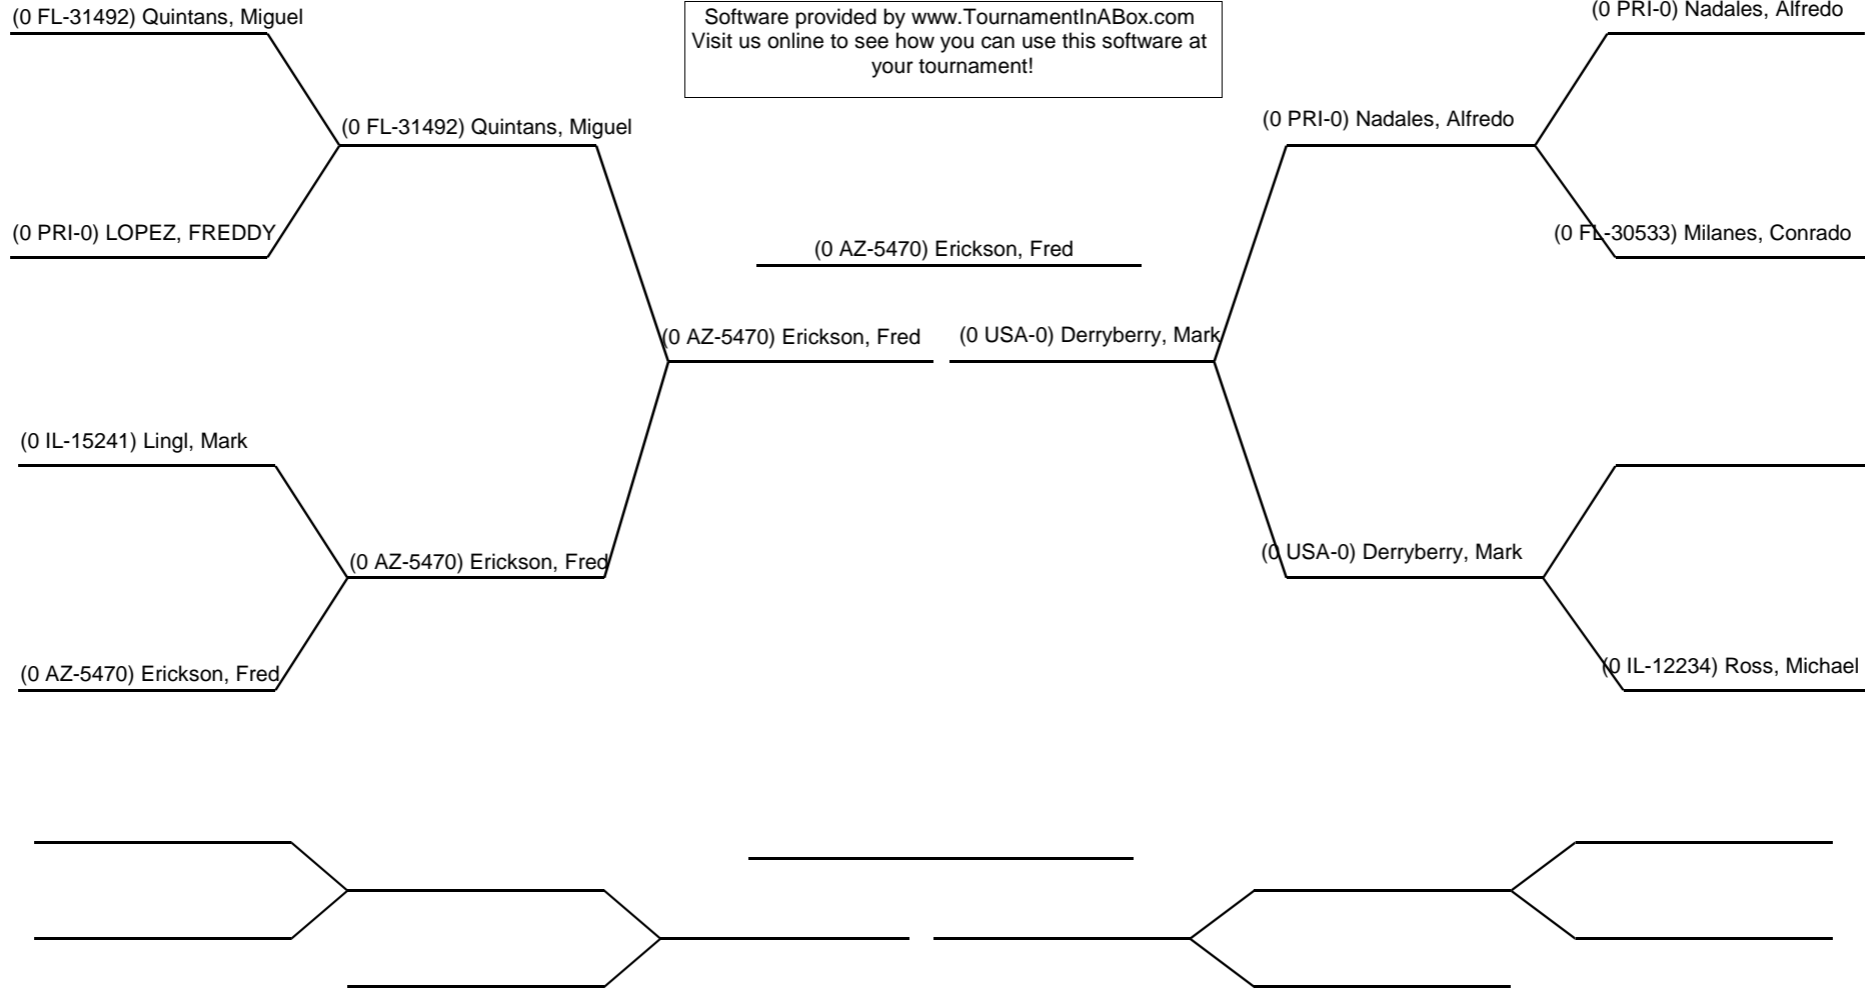 (0 FL-31492) Quintans, Miguel
Software provided by www.TournamentInABox.com
Visit us online to see how you can use this software at
your tournament!
(0 PRI-0) Nadales, Alfredo
(0 FL-31492) Quintans, Miguel
(0 PRI-0) Nadales, Alfredo
(0 PRI-0) LOPEZ, FREDDY
(0 AZ-5470) Erickson, Fred
(0 FL-30533) Milanes, Conrado
(0 AZ-5470) Erickson, Fred
(0 USA-0) Derryberry, Mark
(0 IL-15241) Lingl, Mark
(0 AZ-5470) Erickson, Fred
(0 USA-0) Derryberry, Mark
(0 AZ-5470) Erickson, Fred
(0 IL-12234) Ross, Michael